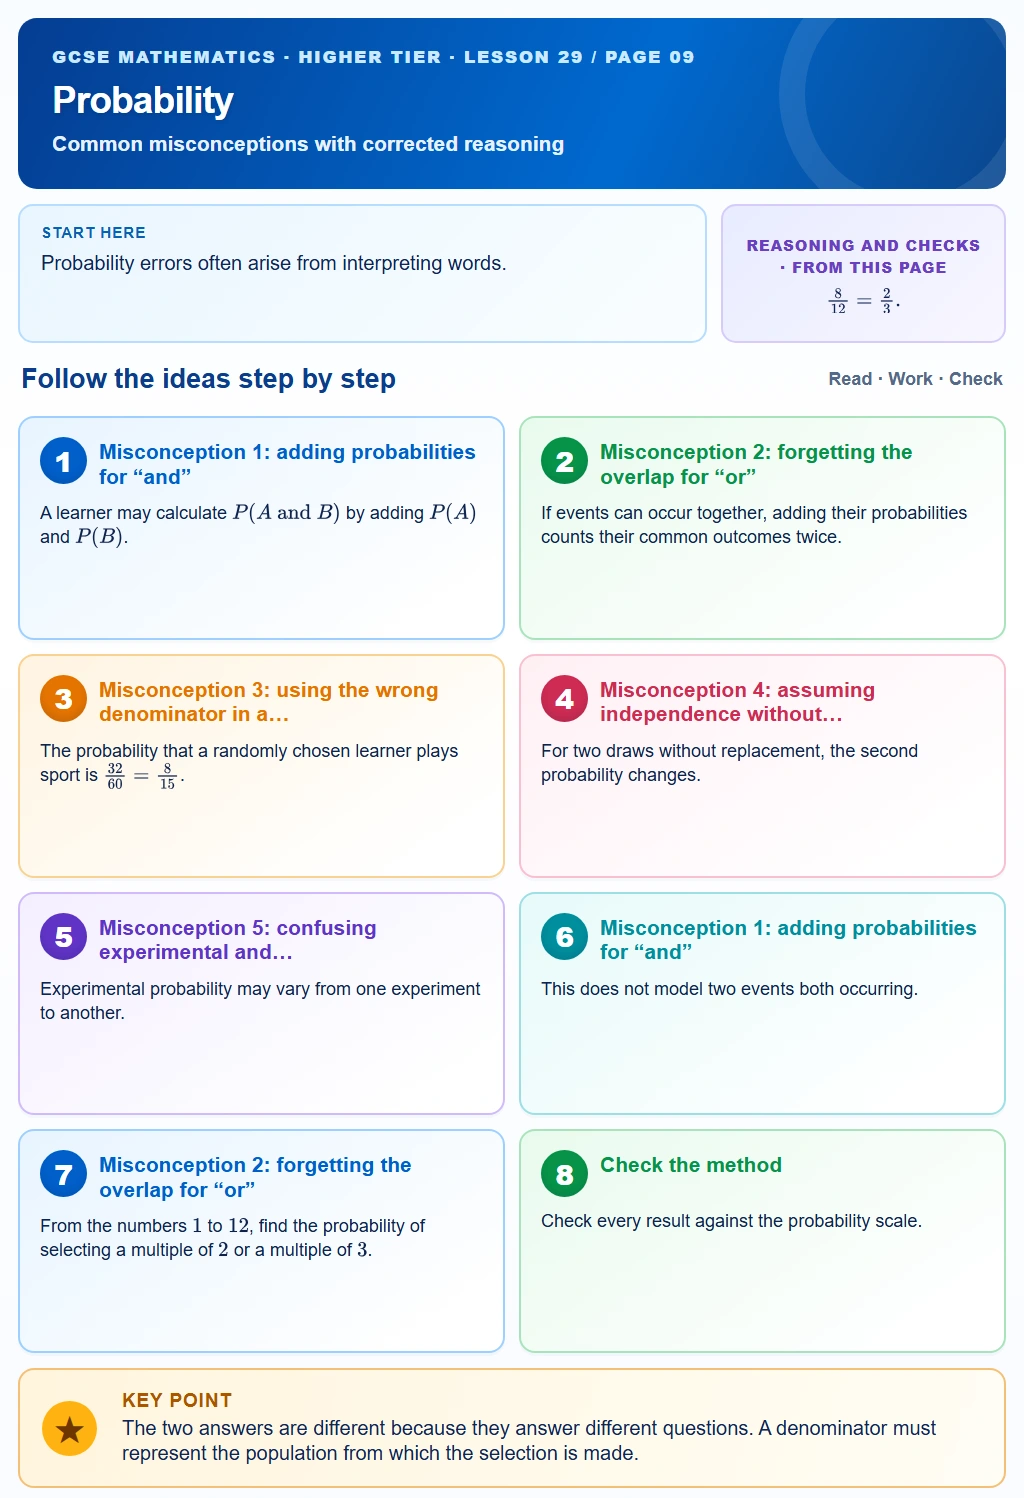 GCSE MATHEMATICS · HIGHER TIER · LESSON 29 / PAGE 09
Probability
Common misconceptions with corrected reasoning
START HERE
Probability errors often arise from interpreting words.
REASONING AND CHECKS
· FROM THIS PAGE
8/12 = 2/3.
Follow the ideas step by step
Read · Work · Check
1
Misconception 1: adding probabilities
for “and”
A learner may calculate P(A and B) by adding P(A)
and P(B).
2
Misconception 2: forgetting the
overlap for “or”
If events can occur together, adding their probabilities
counts their common outcomes twice.
3
Misconception 3: using the wrong
denominator in a…
The probability that a randomly chosen learner plays
sport is 32/60 = 8/15.
4
Misconception 4: assuming
independence without…
For two draws without replacement, the second
probability changes.
5
Misconception 5: confusing
experimental and…
Experimental probability may vary from one experiment
to another.
6
Misconception 1: adding probabilities
for “and”
This does not model two events both occurring.
7
Misconception 2: forgetting the
overlap for “or”
From the numbers 1 to 12, find the probability of
selecting a multiple of 2 or a multiple of 3.
8
Check the method
Check every result against the probability scale.
KEY POINT
The two answers are different because they answer different questions. A denominator must
represent the population from which the selection is made.